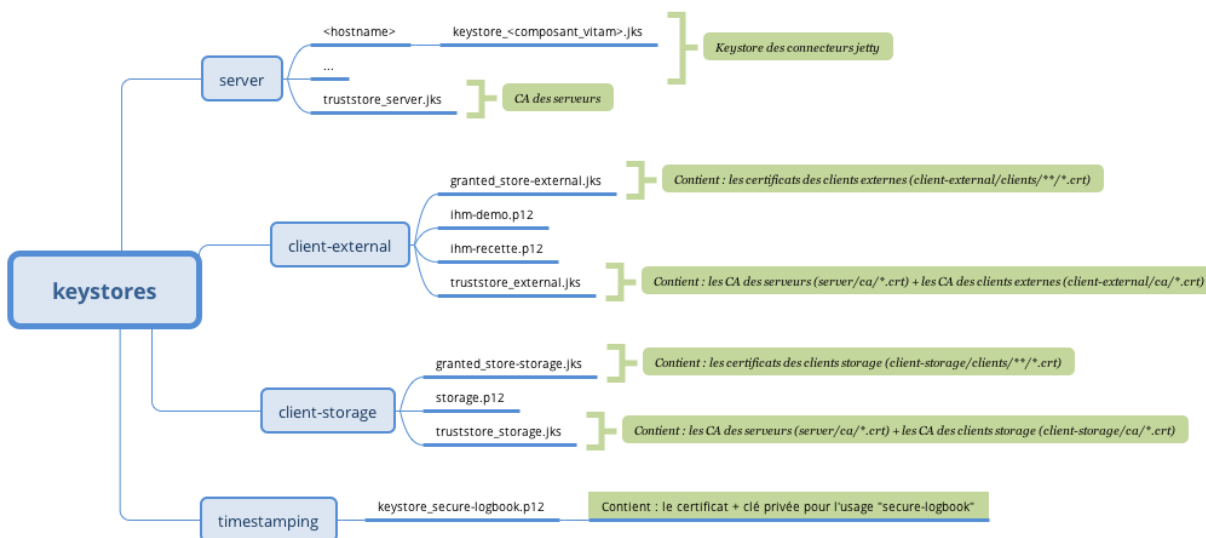 <hostname>
keystore_<composant_vitam>.jks
Keystore des connecteurs jetty
server
...
truststore_server.jks
CA des serveurs
granted_store-external.jks
Contient : les certificats des clients externes (client-external/clients/**/*.crt)
ihm-demo.p12
client-external
ihm-recette.p12
truststore_external.jks
Contient : les CA des serveurs (server/ca/*.crt) + les CA des clients externes (client-external/ca/*.crt)
keystores
granted_store-storage.jks
Contient : les certificats des clients storage (client-storage/clients/**/*.crt)
client-storage
storage.p12
truststore_storage.jks
Contient : les CA des serveurs (server/ca/*.crt) + les CA des clients storage (client-storage/ca/*.crt)
timestamping
keystore_secure-logbook.p12
Contient : le certificat + clé privée pour l'usage "secure-logbook"